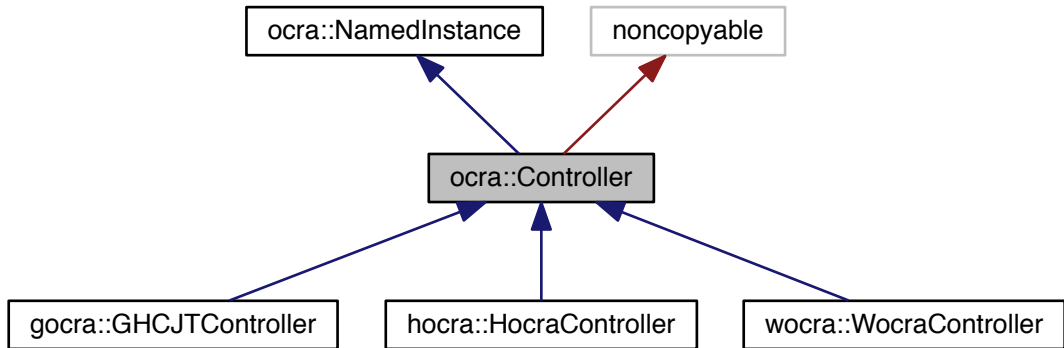 ocra::NamedInstance
noncopyable
ocra::Controller
gocra::GHCJTController
hocra::HocraController
wocra::WocraController